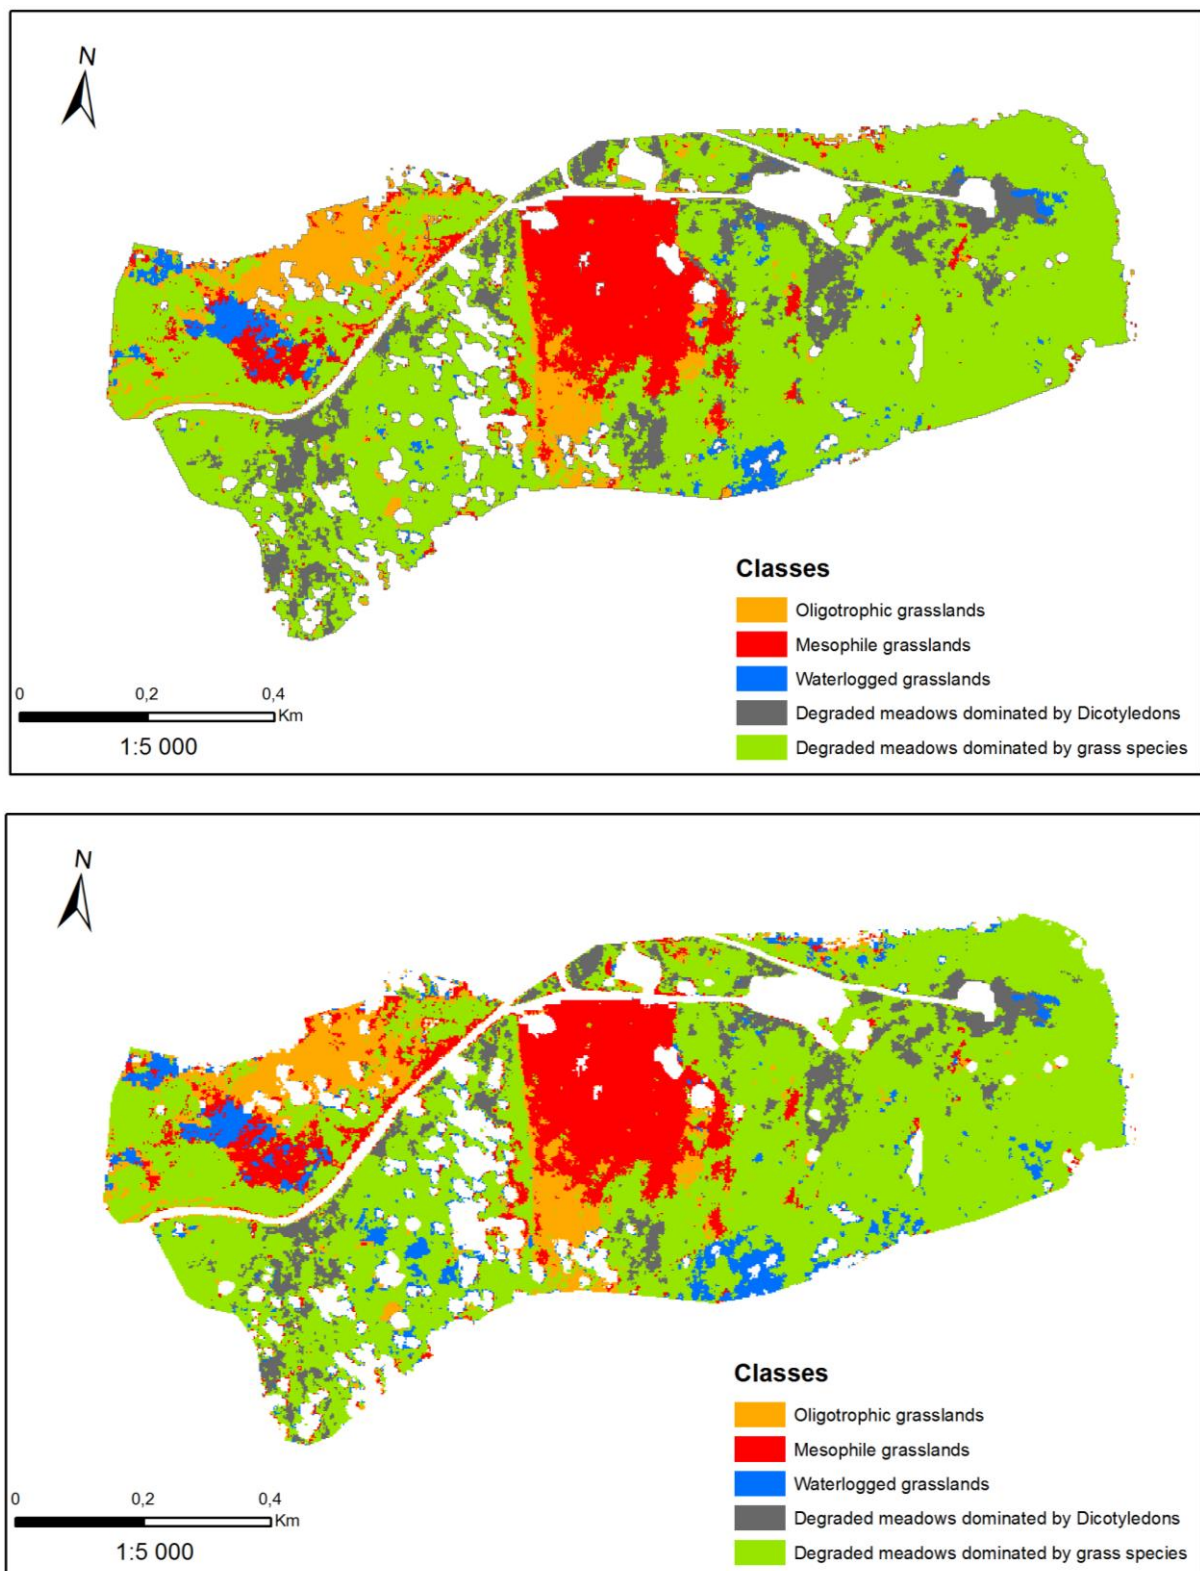 N
Classes
Oligotrophic grasslands
Mesophile grasslands
Waterlogged grasslands
Degraded meadows dominated by Dicotyledons
Degraded meadows dominated by grass species
0 0,2 0,4
Km
1:5 000
N
Classes
Oligotrophic grasslands
Mesophile grasslands
Waterlogged grasslands
Degraded meadows dominated by Dicotyledons
Degraded meadows dominated by grass species
0 0,2 0,4
Km
1:5 000